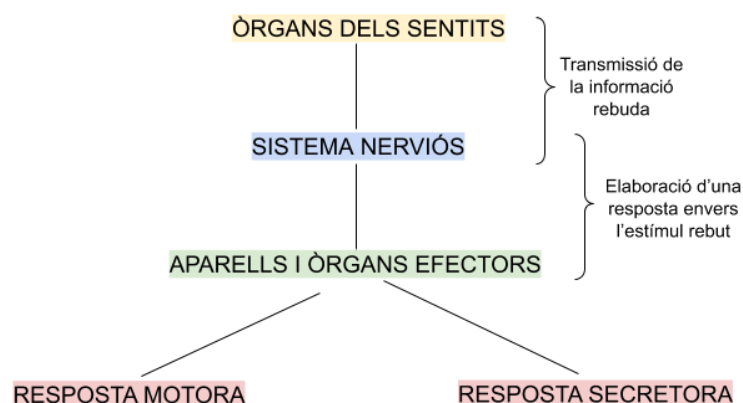 ÒRGANS DELS SENTITS
Transmissió de
la informació
rebuda
SISTEMA NERVIÓS
Elaboració d'una
resposta envers
l'estímul rebut
APARELLS I ÒRGANS EFECTORS
RESPOSTA MOTORA
RESPOSTA SECRETORA